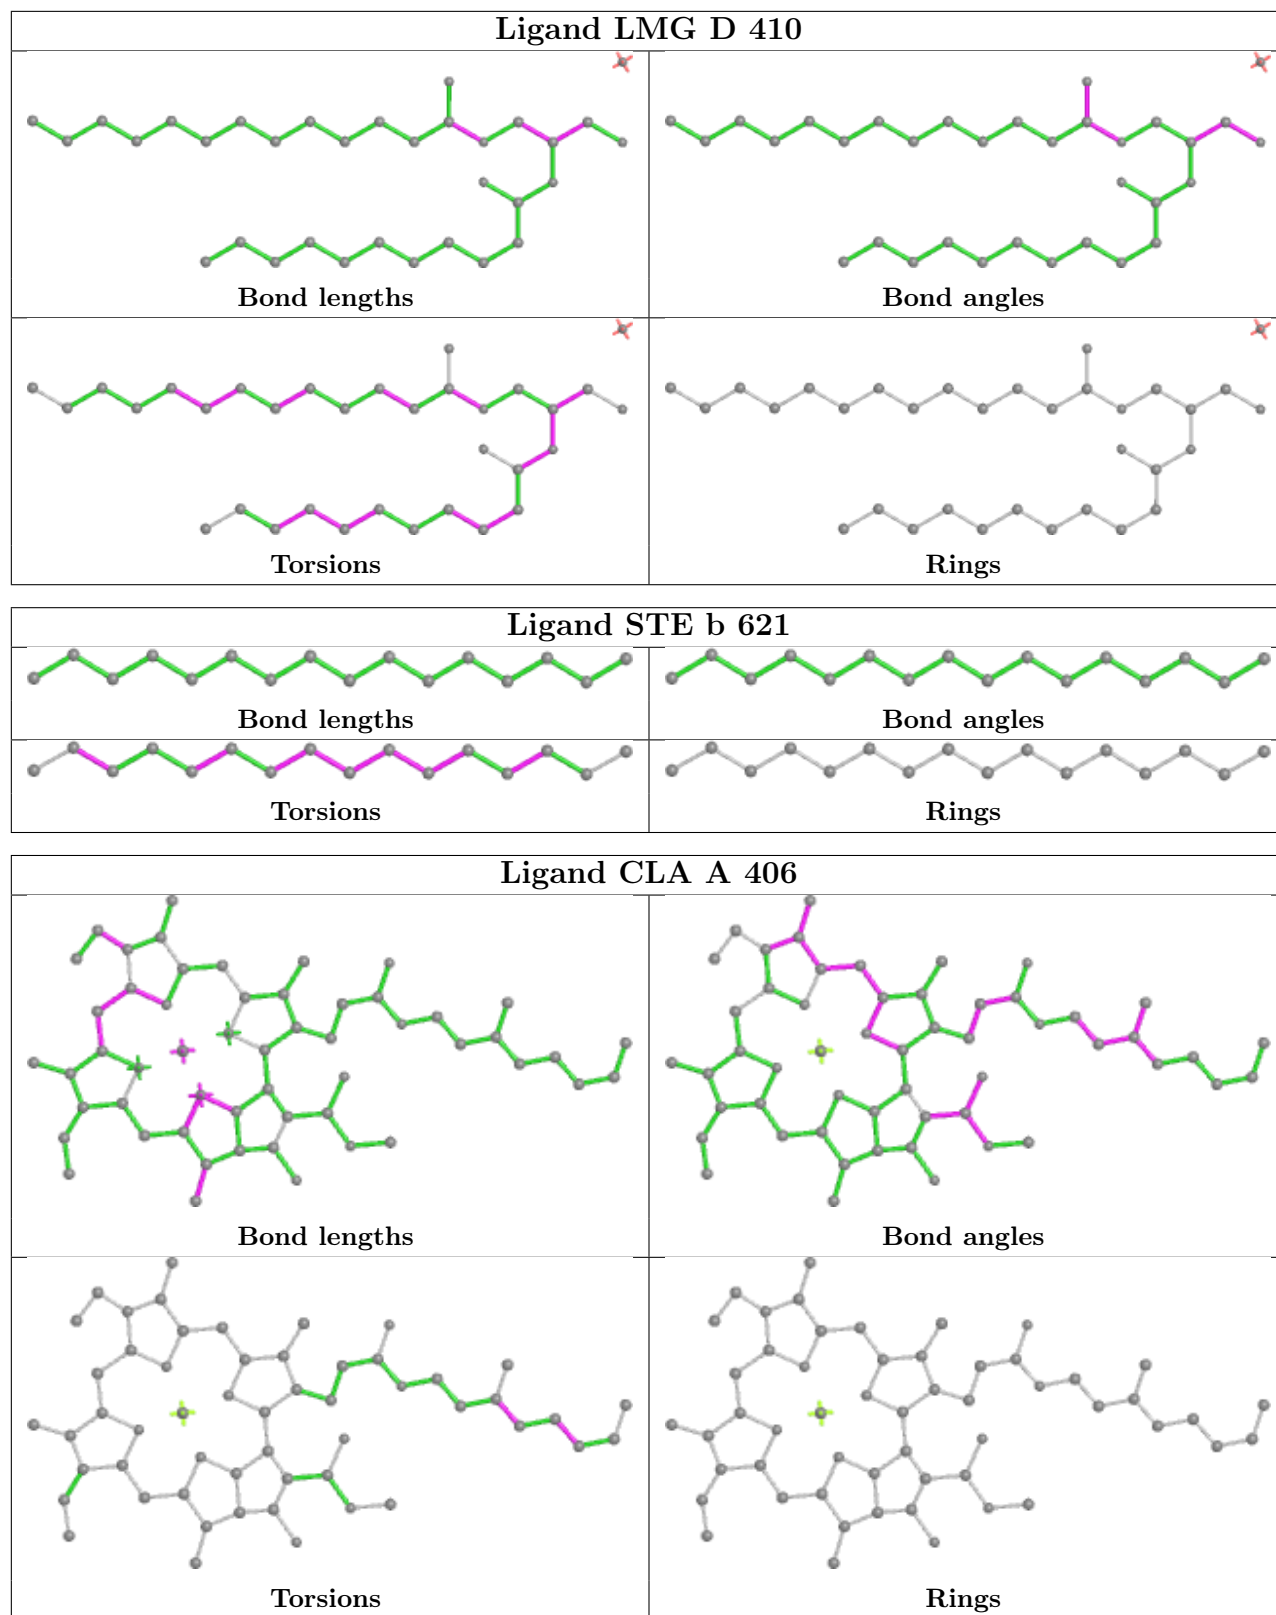 Ligand LMG D 410
Bond lengths
Bond angles
Torsions
Rings
Ligand STE b 621
Bond lengths
Bond angles
Torsions
Rings
Ligand CLA A 406
Bond lengths
Bond angles
Torsions
Rings